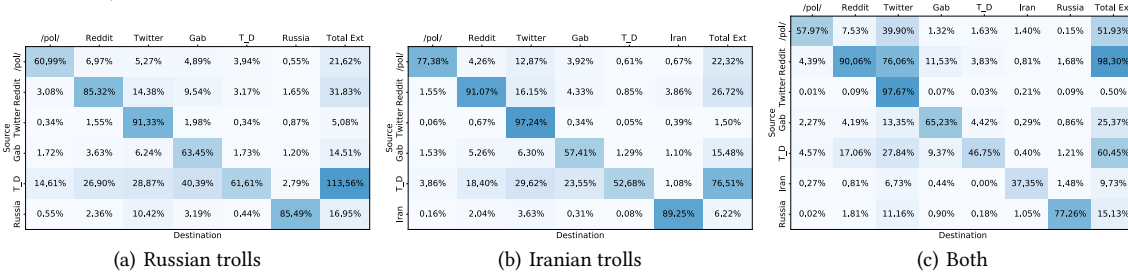 /pol/ Reddit Twitter Gab T_D Russia Total Ext
/pol/ 60,99% 6,97% 5,27% 4,89% 3,94% 0,55% 21,62%
Reddit 3,08% 85,32% 14,38% 9,54% 3,17% 1,65% 31,83%
Twitter 0,34% 1,55% 91,33% 1,98% 0,34% 0,87% 5,08%
Gab 1,72% 3,63% 6,24% 63,45% 1,73% 1,20% 14,51%
T_D 14,61% 26,90% 28,87% 40,39% 61,61% 2,79% 113,56%
Russia 0,55% 2,36% 10,42% 3,19% 0,44% 85,49% 16,95%
Source
Destination
(a) Russian trolls
/pol/ Reddit Twitter Gab T_D Iran Total Ext
/pol/ 77,38% 4,26% 12,87% 3,92% 0,61% 0,67% 22,32%
Reddit 1,55% 91,07% 16,15% 4,33% 0,85% 3,86% 26,72%
Twitter 0,06% 0,67% 97,24% 0,34% 0,05% 0,39% 1,50%
Gab 1,53% 5,26% 6,30% 57,41% 1,29% 1,10% 15,48%
T_D 3,86% 18,40% 29,62% 23,55% 52,68% 1,08% 76,51%
Iran 0,16% 2,04% 3,63% 0,31% 0,08% 89,25% 6,22%
Source
Destination
(b) Iranian trolls
/pol/ Reddit Twitter Gab T_D Iran Russia Total Ext
/pol/ 57,97% 7,53% 39,90% 1,32% 1,63% 1,40% 0,15% 51,93%
Reddit 4,39% 90,06% 76,06% 11,53% 3,83% 0,81% 1,68% 98,30%
Twitter 0,01% 0,09% 97,67% 0,07% 0,03% 0,21% 0,09% 0,50%
Gab 2,27% 4,19% 13,35% 65,23% 4,42% 0,29% 0,86% 25,37%
T_D 4,57% 17,06% 27,84% 9,37% 46,75% 0,40% 1,21% 60,45%
Iran 0,27% 0,81% 6,73% 0,44% 0,00% 37,35% 1,48% 9,73%
Russia 0,02% 1,81% 11,16% 0,90% 0,18% 1,05% 77,26% 15,13%
Source
Destination
(c) Both